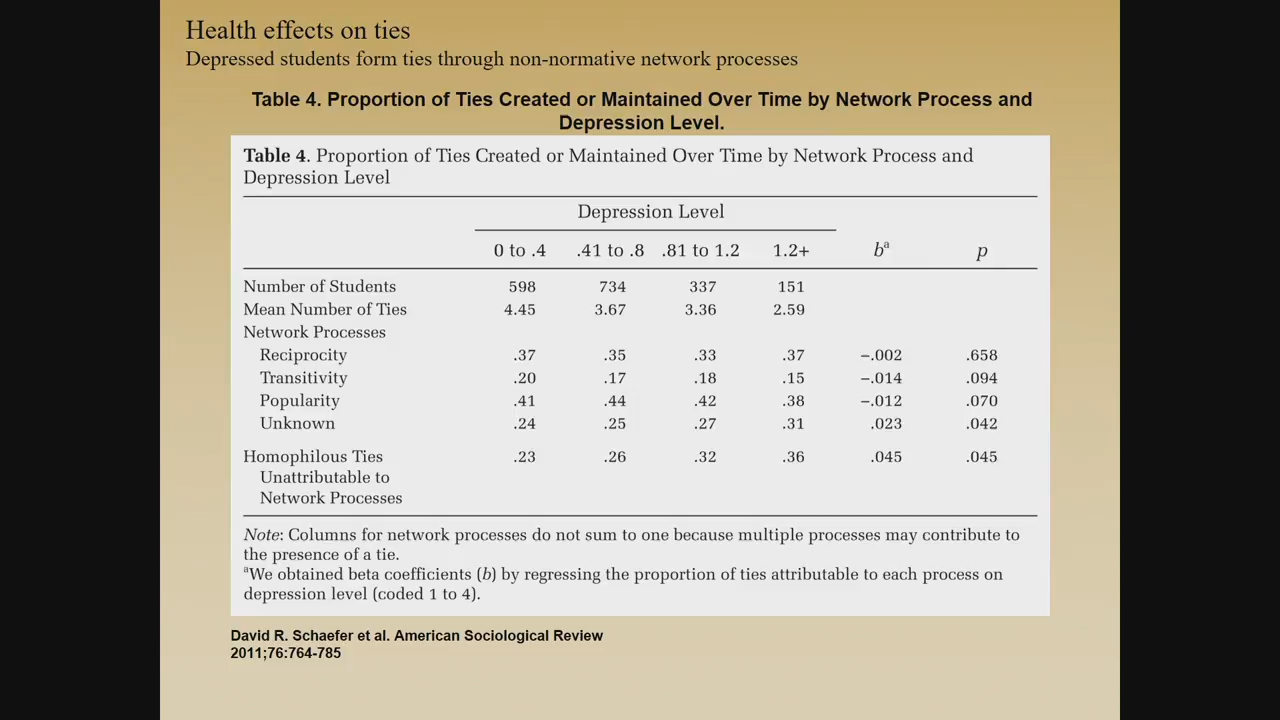 Health effects on ties
Depressed students form ties through non-normative network processes
Table 4. Proportion of Ties Created or Maintained Over Time by Network Process and
Depression Level.
Table 4. Proportion of Ties Created or Maintained Over Time by Network Process and
Depression Level
Depression Level
0 to .4 .41 to .8 .81 to 1.2 1.2+ bª p
Number of Students 598 734 337 151
Mean Number of Ties 4.45 3.67 3.36 2.59
Network Processes
Reciprocity .37 .35 .33 .37 −.002 .658
Transitivity .20 .17 .18 .15 −.014 .094
Popularity .41 .44 .42 .38 −.012 .070
Unknown .24 .25 .27 .31 .023 .042
Homophilous Ties .23 .26 .32 .36 .045 .045
Unattributable to
Network Processes
Note: Columns for network processes do not sum to one because multiple processes may contribute to
the presence of a tie.
ªWe obtained beta coefficients (b) by regressing the proportion of ties attributable to each process on
depression level (coded 1 to 4).
David R. Schaefer et al. American Sociological Review
2011;76:764-785